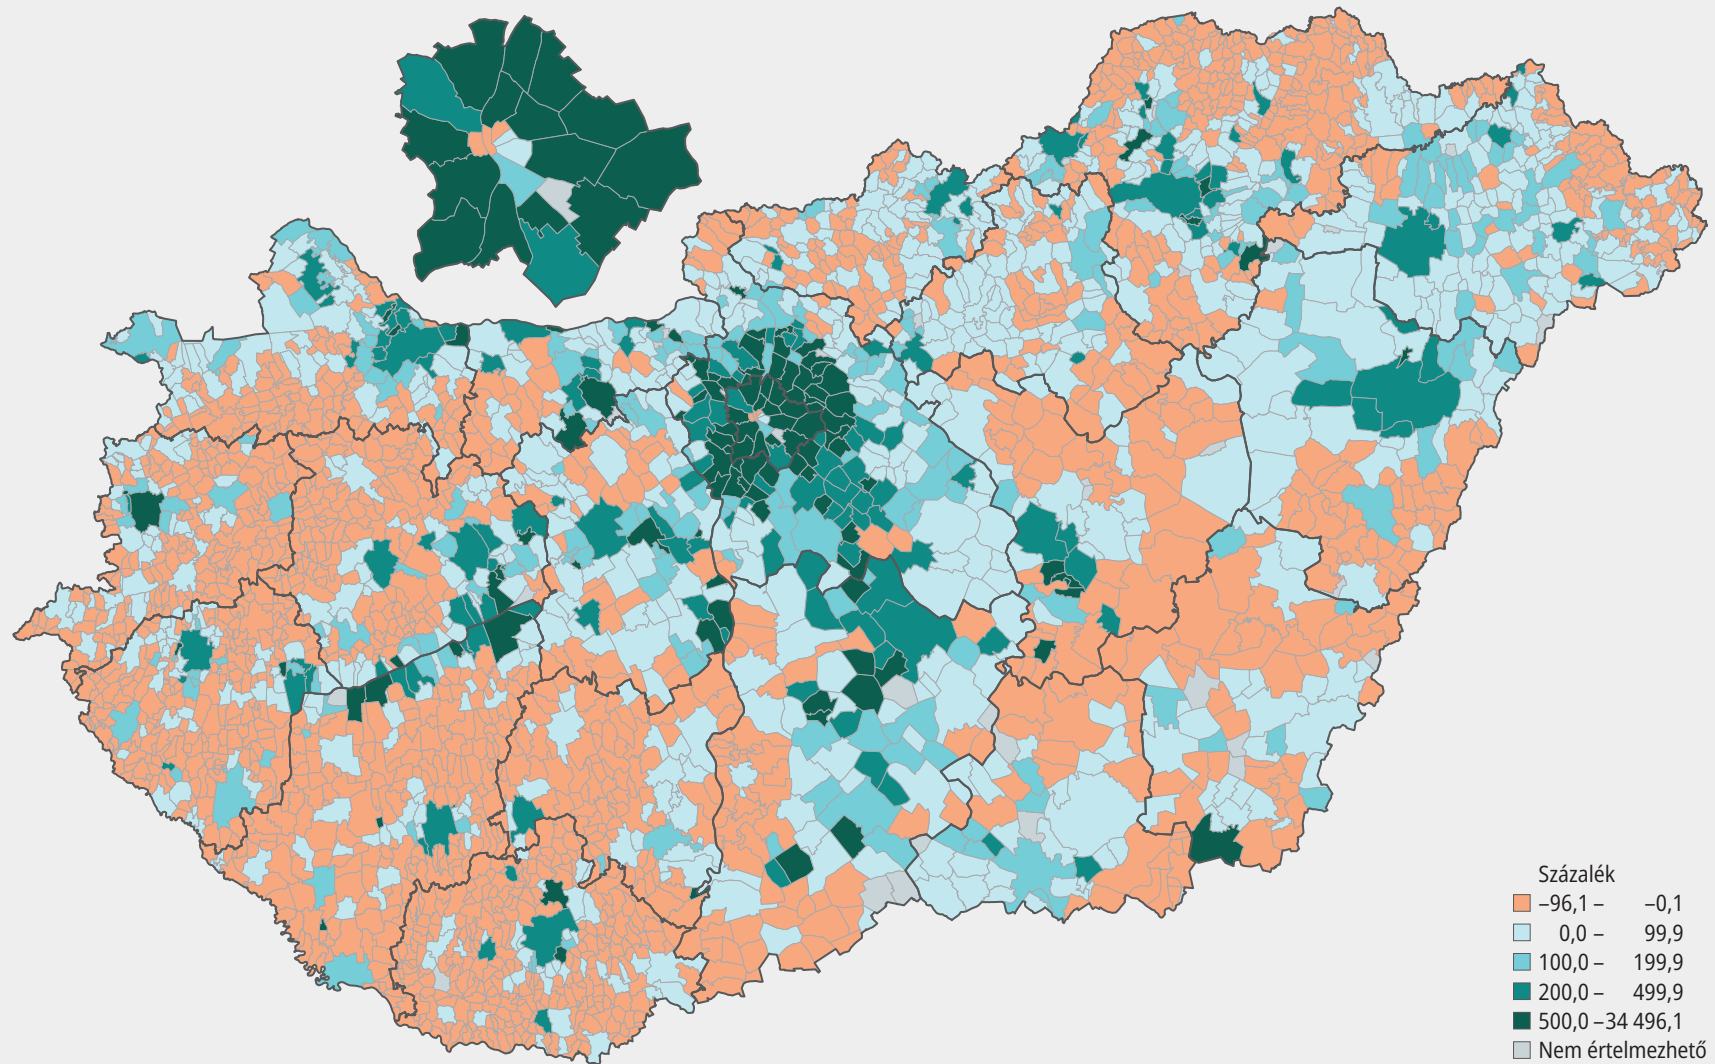 Százalék
–96,1 – –0,1
0,0 – 99,9
100,0 – 199,9
200,0 – 499,9
500,0 –34 496,1
Nem értelmezhető